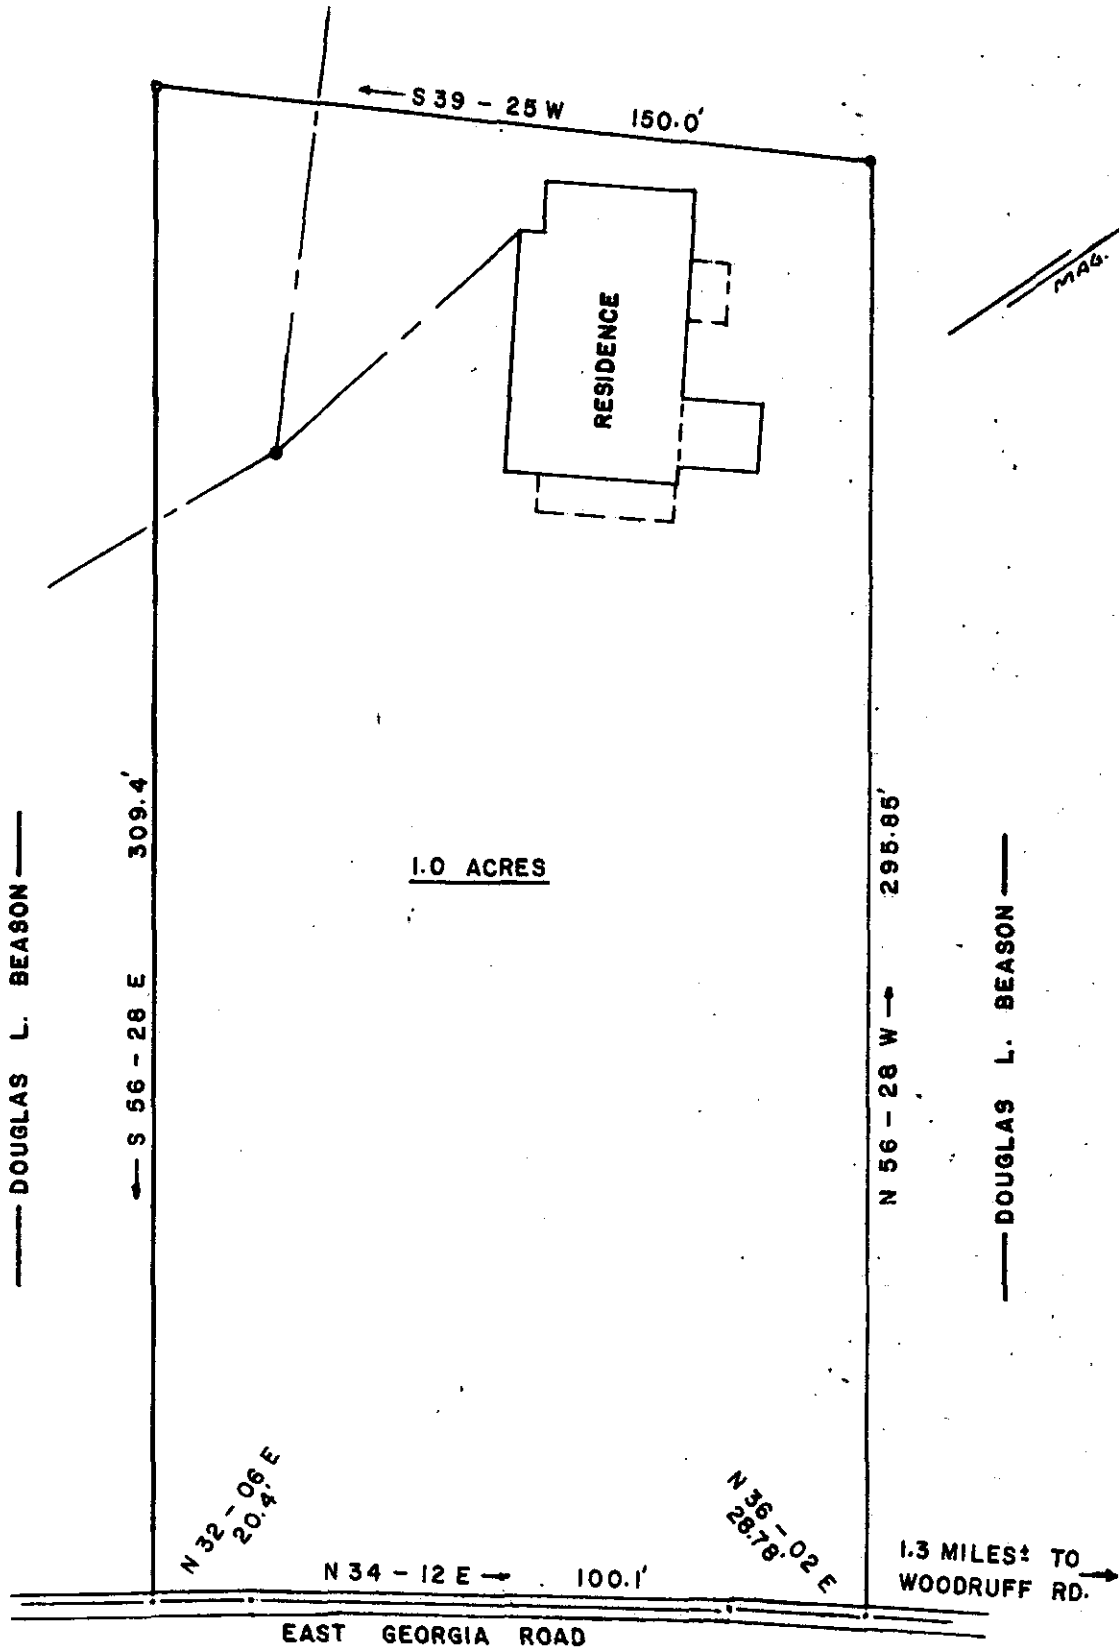 ← S 39 - 25 W 150.0'
MAG.
RESIDENCE
309.4'
← S 56 - 28 E
— DOUGLAS L. BEASON —
1.0 ACRES
295.85'
N 56 - 28 W →
— DOUGLAS L. BEASON —
N 32 - 06 E
20.4'
N 36 - 02 E
28.78'
N 34 - 12 E → 100.1'
1.3 MILES± TO
WOODRUFF RD. →
EAST GEORGIA ROAD